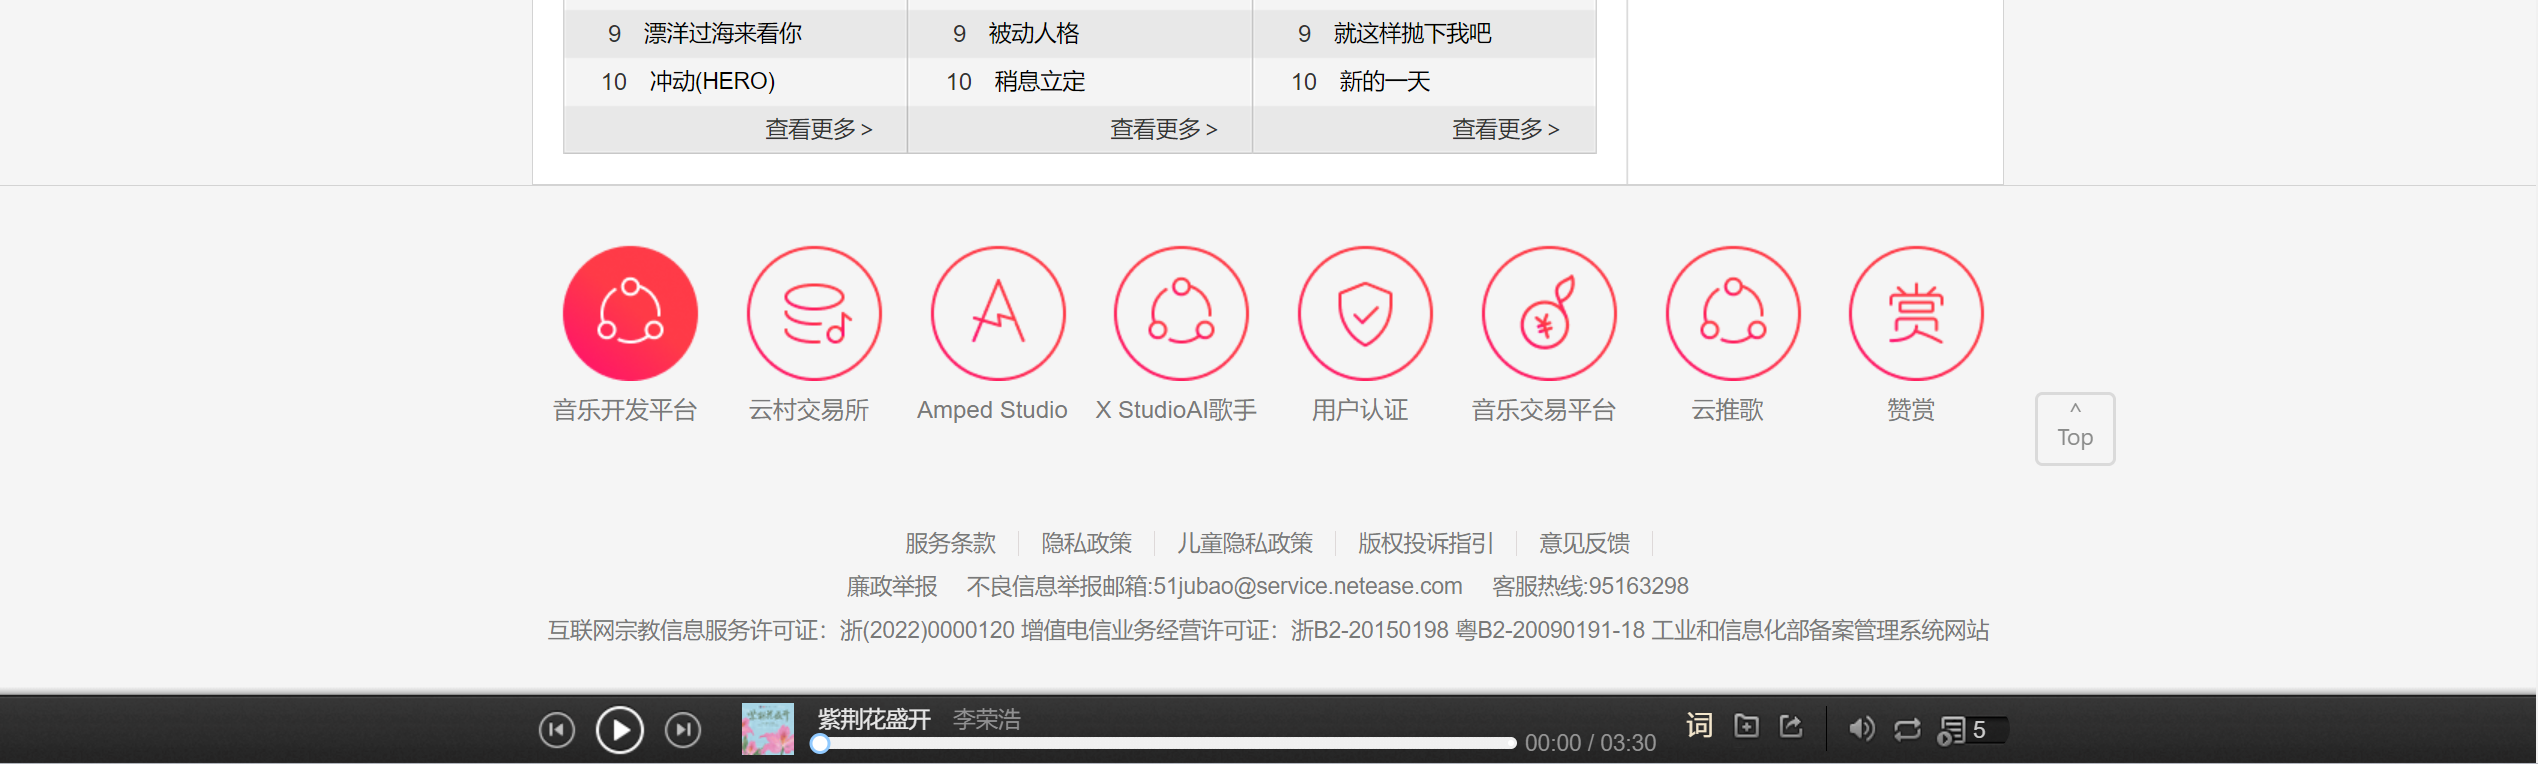 9 漂洋过海来看你 9 被动人格 9 就这样抛下我吧
10 冲动(HERO) 10 稍息立定 10 新的一天
查看更多 > 查看更多 > 查看更多 >
赏
音乐开发平台 云村交易所 Amped Studio X StudioAI歌手 用户认证 音乐交易平台 云推歌 赞赏
^
Top
服务条款 隐私政策 儿童隐私政策 版权投诉指引 意见反馈
廉政举报 不良信息举报邮箱:51jubao@service.netease.com 客服热线:95163298
互联网宗教信息服务许可证：浙(2022)0000120 增值电信业务经营许可证：浙B2-20150198 粤B2-20090191-18 工业和信息化部备案管理系统网站
紫荆花盛开 李荣浩
00:00 / 03:30
词
5